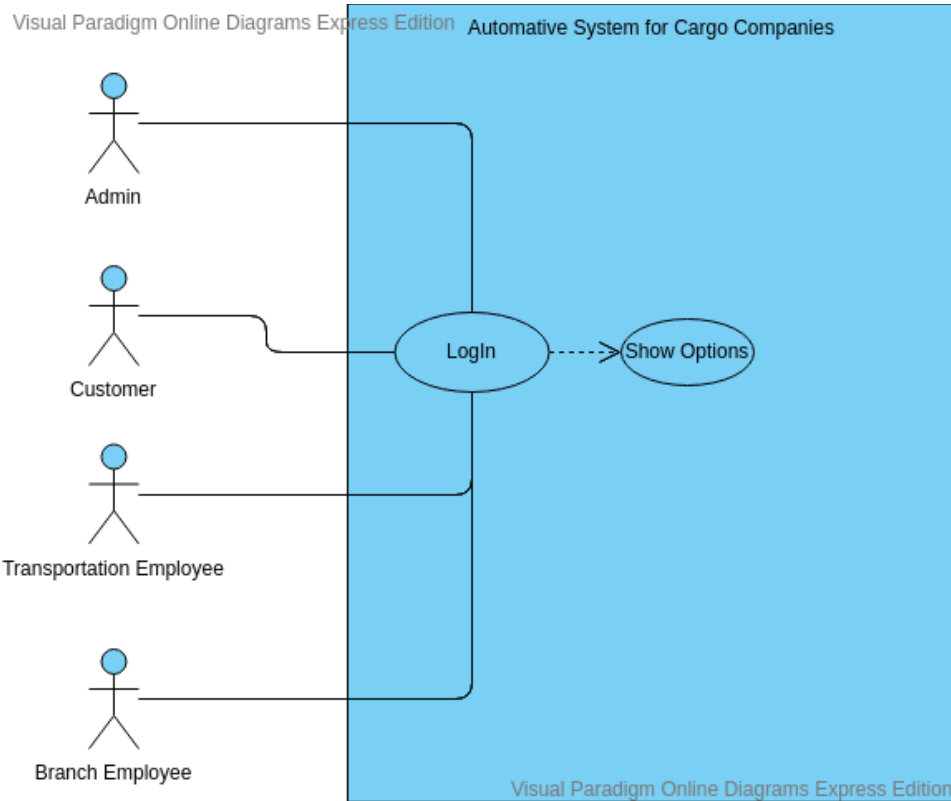 Visual Paradigm Online Diagrams Express Edition
Automative System for Cargo Companies
Admin
Customer
LogIn
Show Options
Transportation Employee
Branch Employee
Visual Paradigm Online Diagrams Express Edition